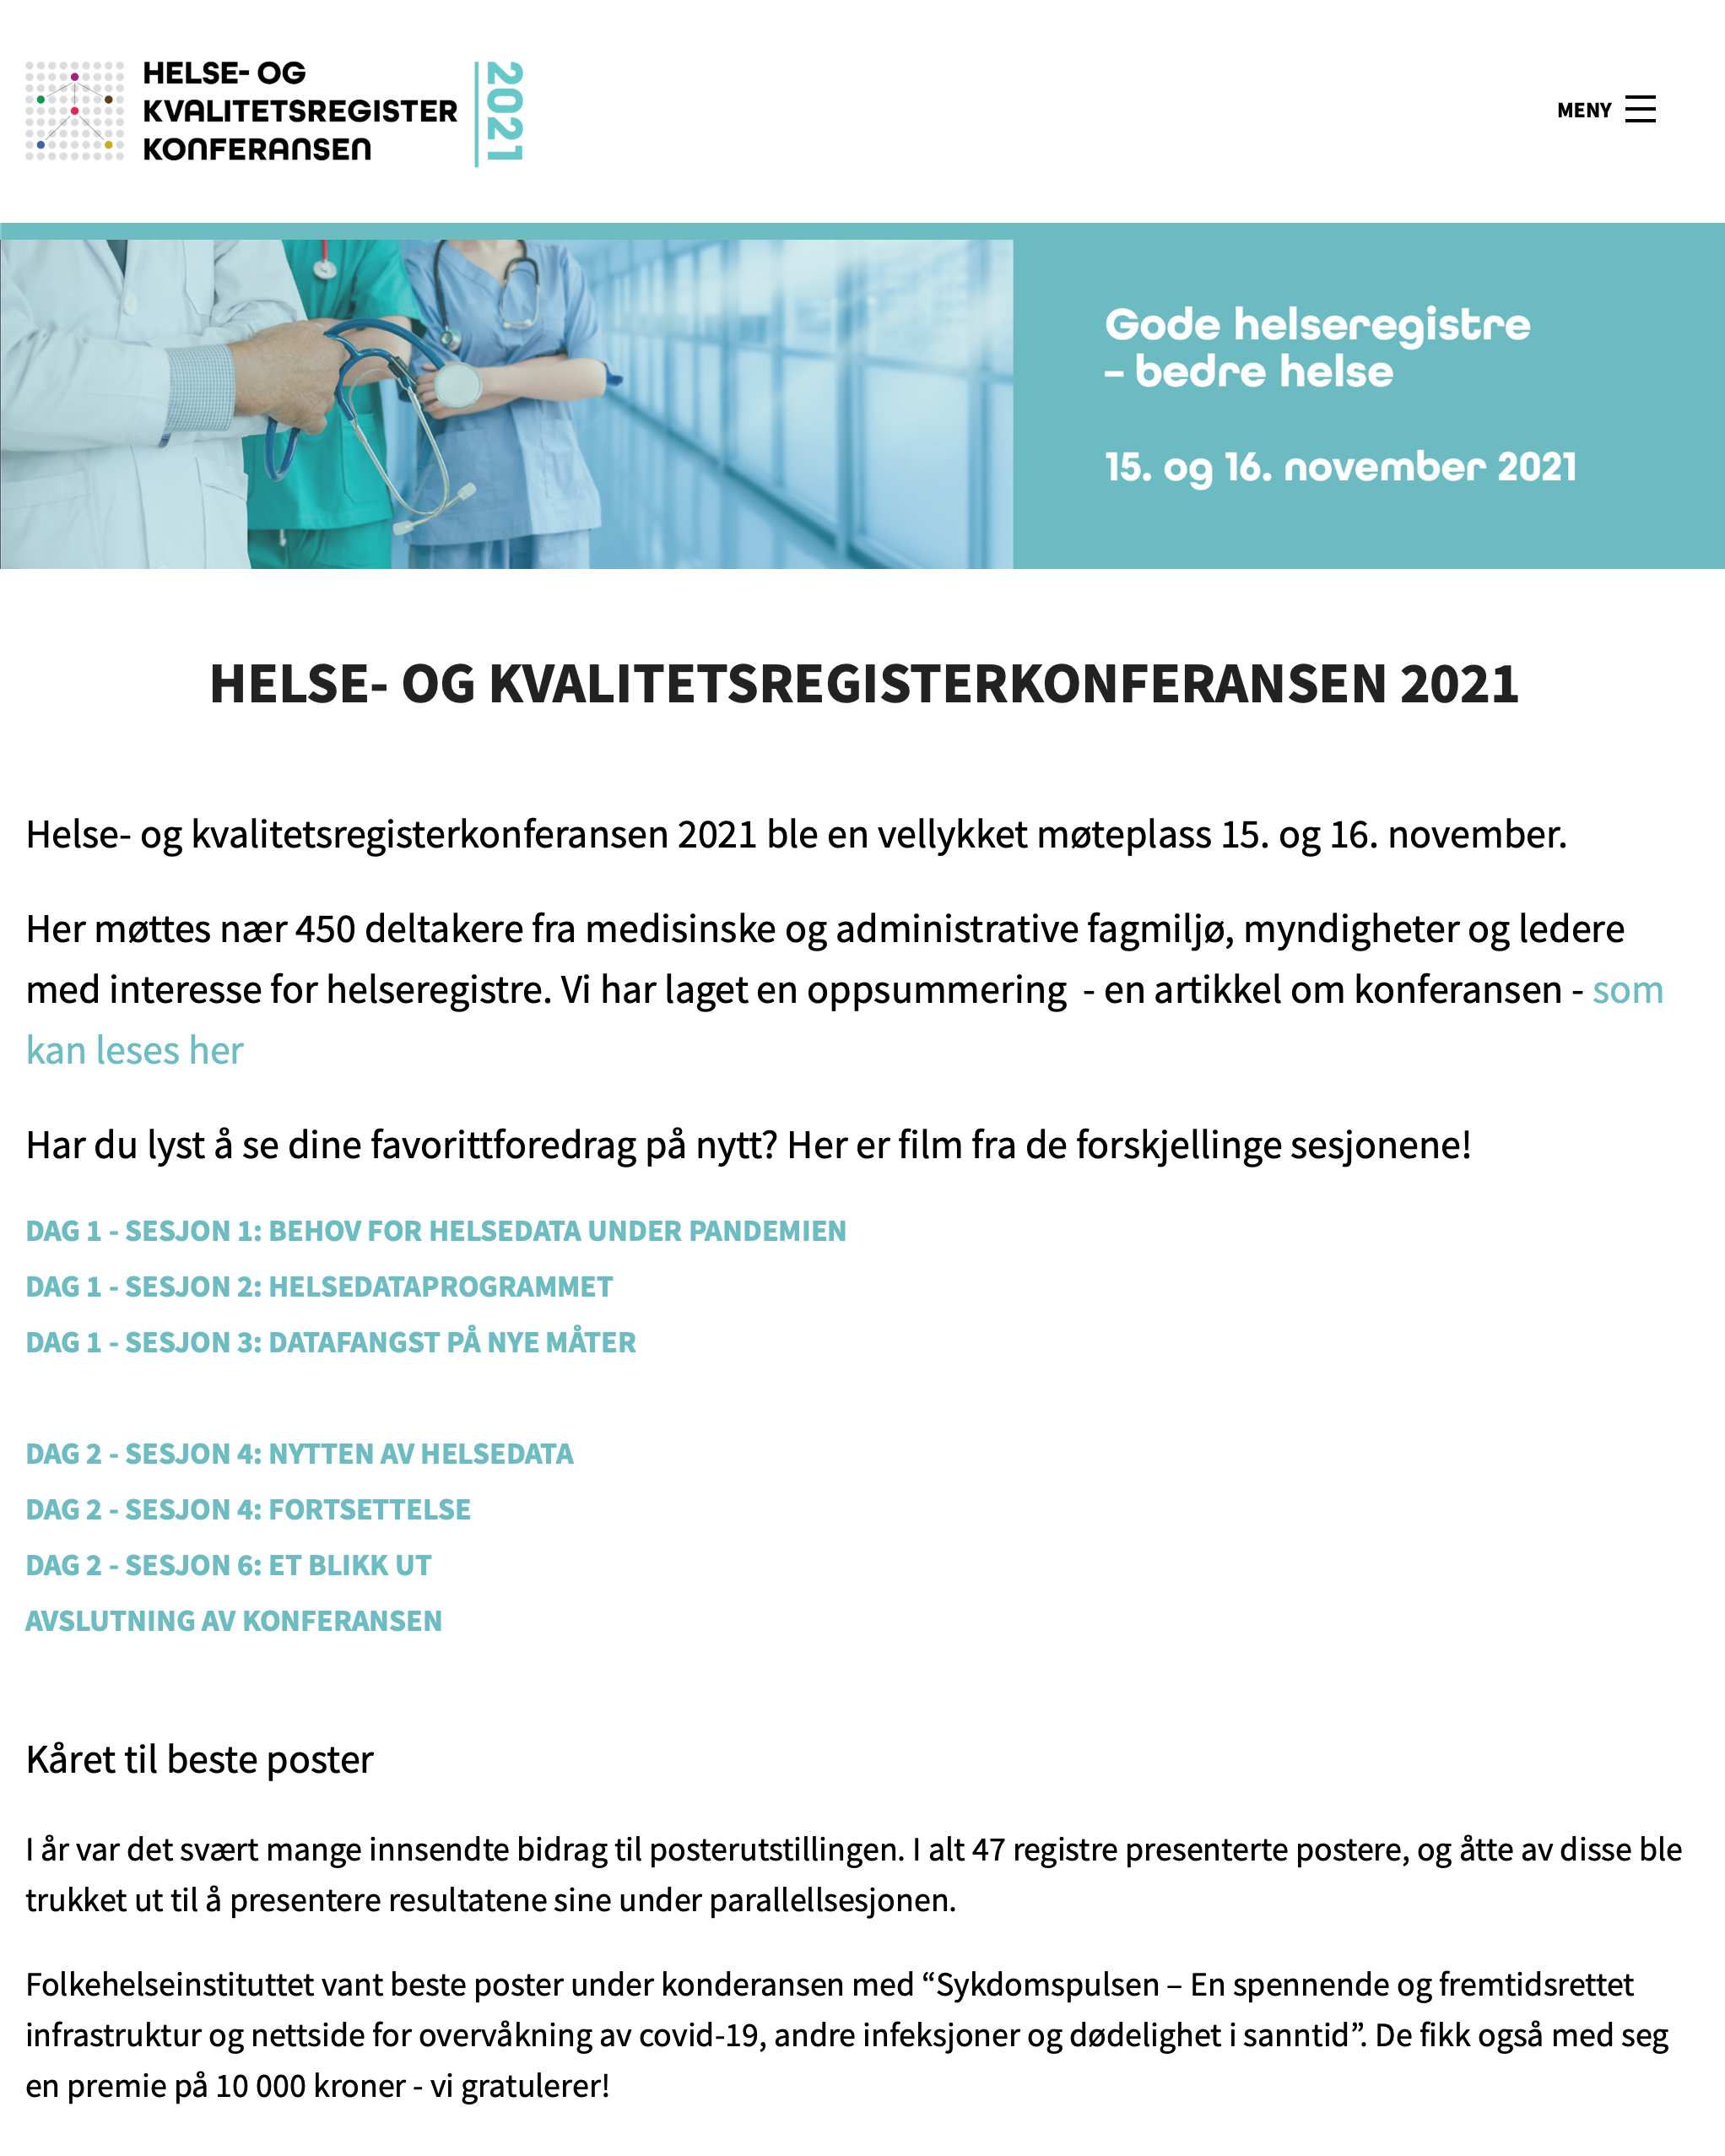 HELSE- OG
KVALITETSREGISTER
KONFERANSEN
2021
MENY
Gode helseregistre
– bedre helse
15. og 16. november 2021
HELSE- OG KVALITETSREGISTERKONFERANSEN 2021
Helse- og kvalitetsregisterkonferansen 2021 ble en vellykket møteplass 15. og 16. november.
Her møttes nær 450 deltakere fra medisinske og administrative fagmiljø, myndigheter og ledere
med interesse for helseregistre. Vi har laget en oppsummering  - en artikkel om konferansen - som
kan leses her
Har du lyst å se dine favorittforedrag på nytt? Her er film fra de forskjellinge sesjonene!
DAG 1 - SESJON 1: BEHOV FOR HELSEDATA UNDER PANDEMIEN
DAG 1 - SESJON 2: HELSEDATAPROGRAMMET
DAG 1 - SESJON 3: DATAFANGST PÅ NYE MÅTER
DAG 2 - SESJON 4: NYTTEN AV HELSEDATA
DAG 2 - SESJON 4: FORTSETTELSE
DAG 2 - SESJON 6: ET BLIKK UT
AVSLUTNING AV KONFERANSEN
Kåret til beste poster
I år var det svært mange innsendte bidrag til posterutstillingen. I alt 47 registre presenterte postere, og åtte av disse ble
trukket ut til å presentere resultatene sine under parallellsesjonen.
Folkehelseinstituttet vant beste poster under konderansen med “Sykdomspulsen – En spennende og fremtidsrettet
infrastruktur og nettside for overvåkning av covid-19, andre infeksjoner og dødelighet i sanntid”. De fikk også med seg
en premie på 10 000 kroner - vi gratulerer!